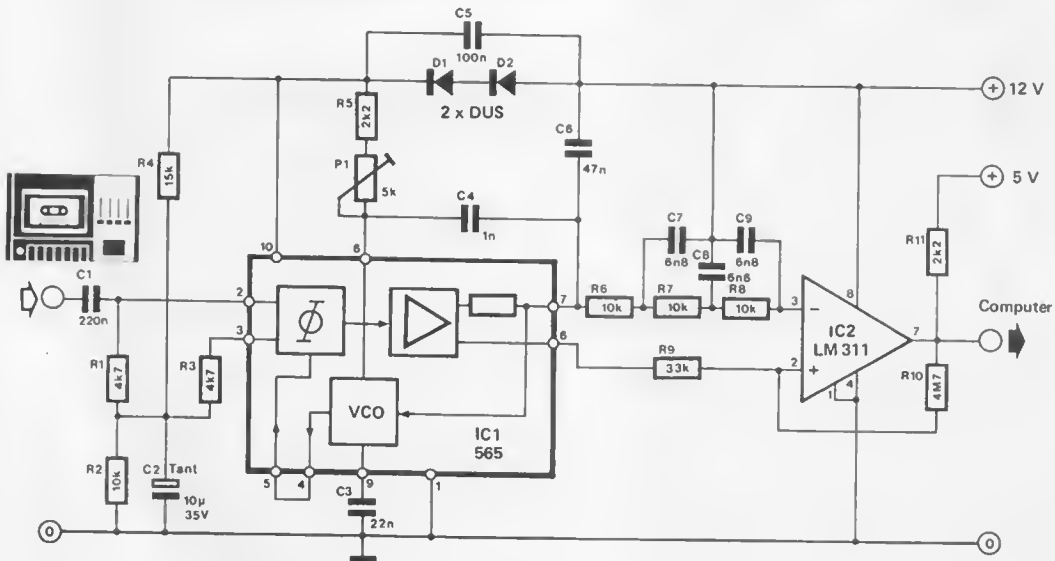 C5
100n
D1 D2
2 x DUS
12 V
R5
2k2
C6
47n
5 V
R4
15k
P1
5k
C4
1n
C7
6n8
C9
6n8
C8
6n8
R11
2k2
10
6
C1
220n
2
3
7
6
R6
10k
R7
10k
R8
10k
3
8
IC2
LM 311
7
Computer
R1
4k7
R3
4k7
R9
33k
2
1
4
R10
4M7
VCO
IC1
565
R2
10k
C2 Tant
10µ
35V
5
4
9
1
C3
22n
0
0